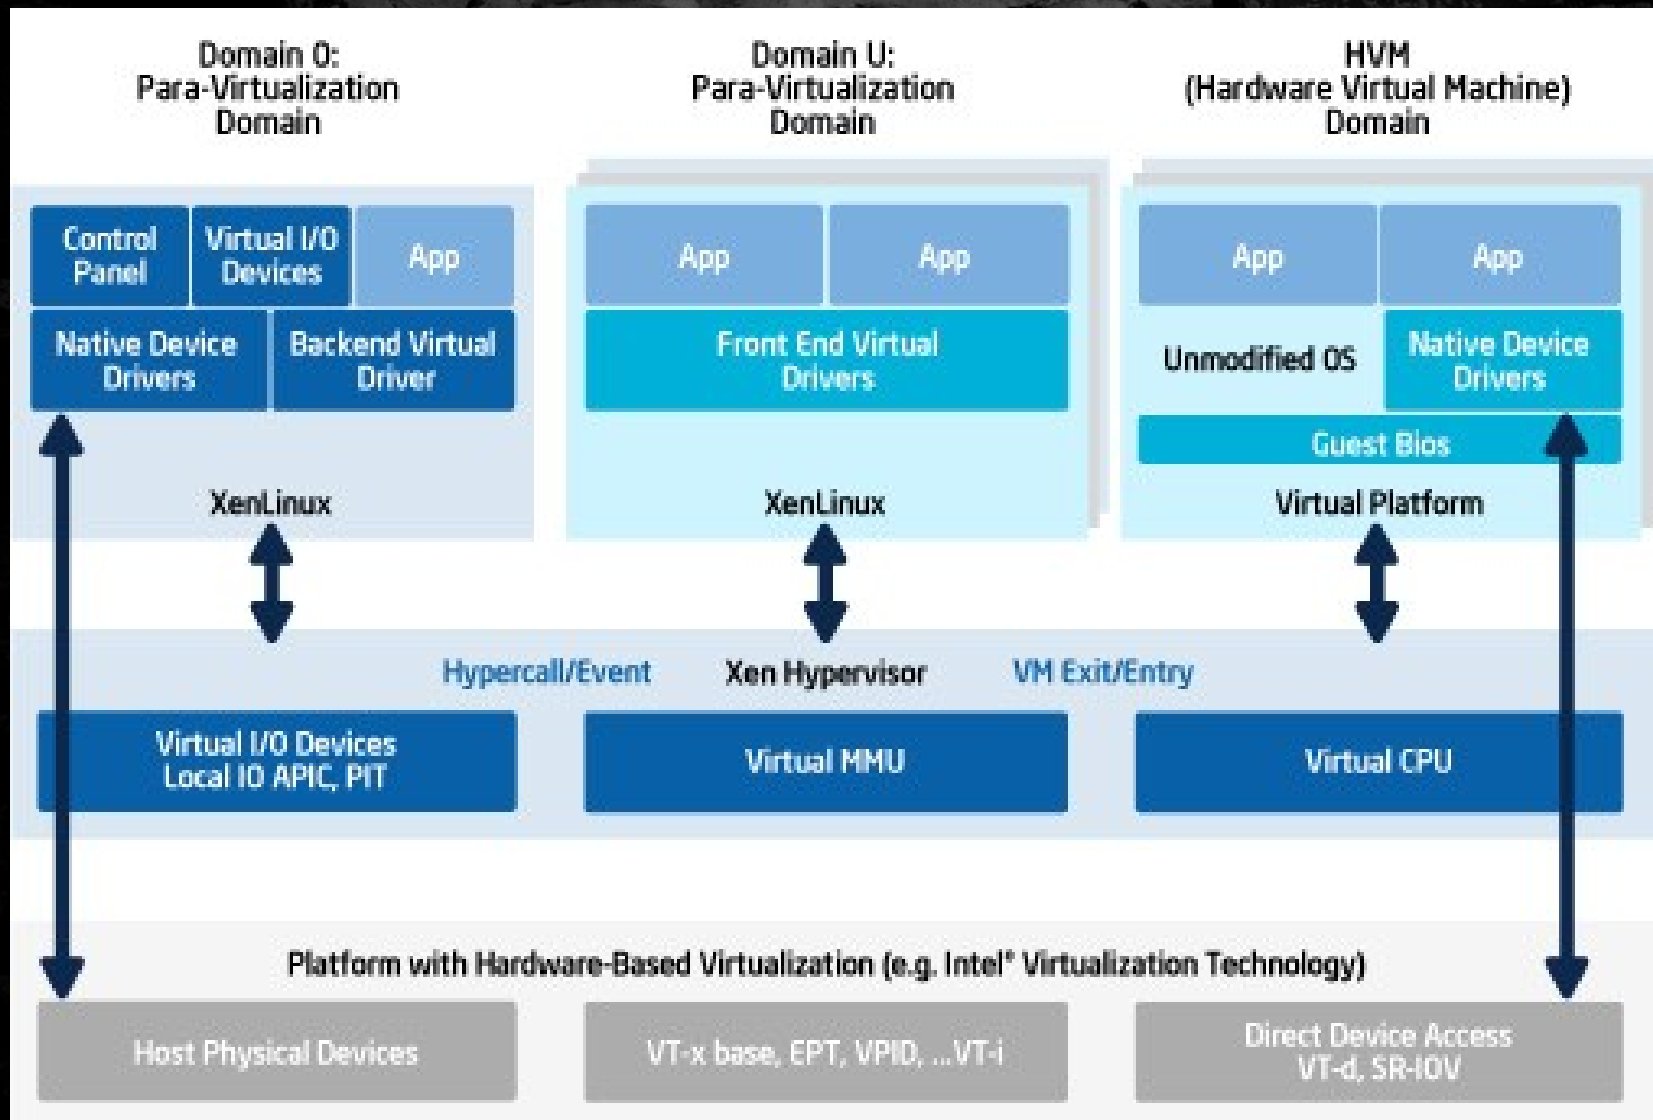 Domain 0:
Para-Virtualization
Domain
Domain U:
Para-Virtualization
Domain
HVM
(Hardware Virtual Machine)
Domain
Control
Panel
Virtual I/O
Devices
App
Native Device
Drivers
Backend Virtual
Driver
XenLinux
App
App
Front End Virtual
Drivers
XenLinux
App
App
Unmodified OS
Native Device
Drivers
Guest Bios
Virtual Platform
Hypercall/Event
Xen Hypervisor
VM Exit/Entry
Virtual I/O Devices
Local IO APIC, PIT
Virtual MMU
Virtual CPU
Platform with Hardware-Based Virtualization (e.g. Intel® Virtualization Technology)
Host Physical Devices
VT-x base, EPT, VPID, ...VT-i
Direct Device Access
VT-d, SR-IOV